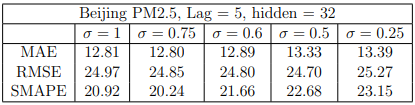 Beijing PM2.5, Lag = 5, hidden = 32
σ = 1 σ = 0.75 σ = 0.6 σ = 0.5 σ = 0.25
MAE 12.81 12.80 12.89 13.33 13.39
RMSE 24.97 24.85 24.80 24.70 25.27
SMAPE 20.92 20.24 21.66 22.68 23.15